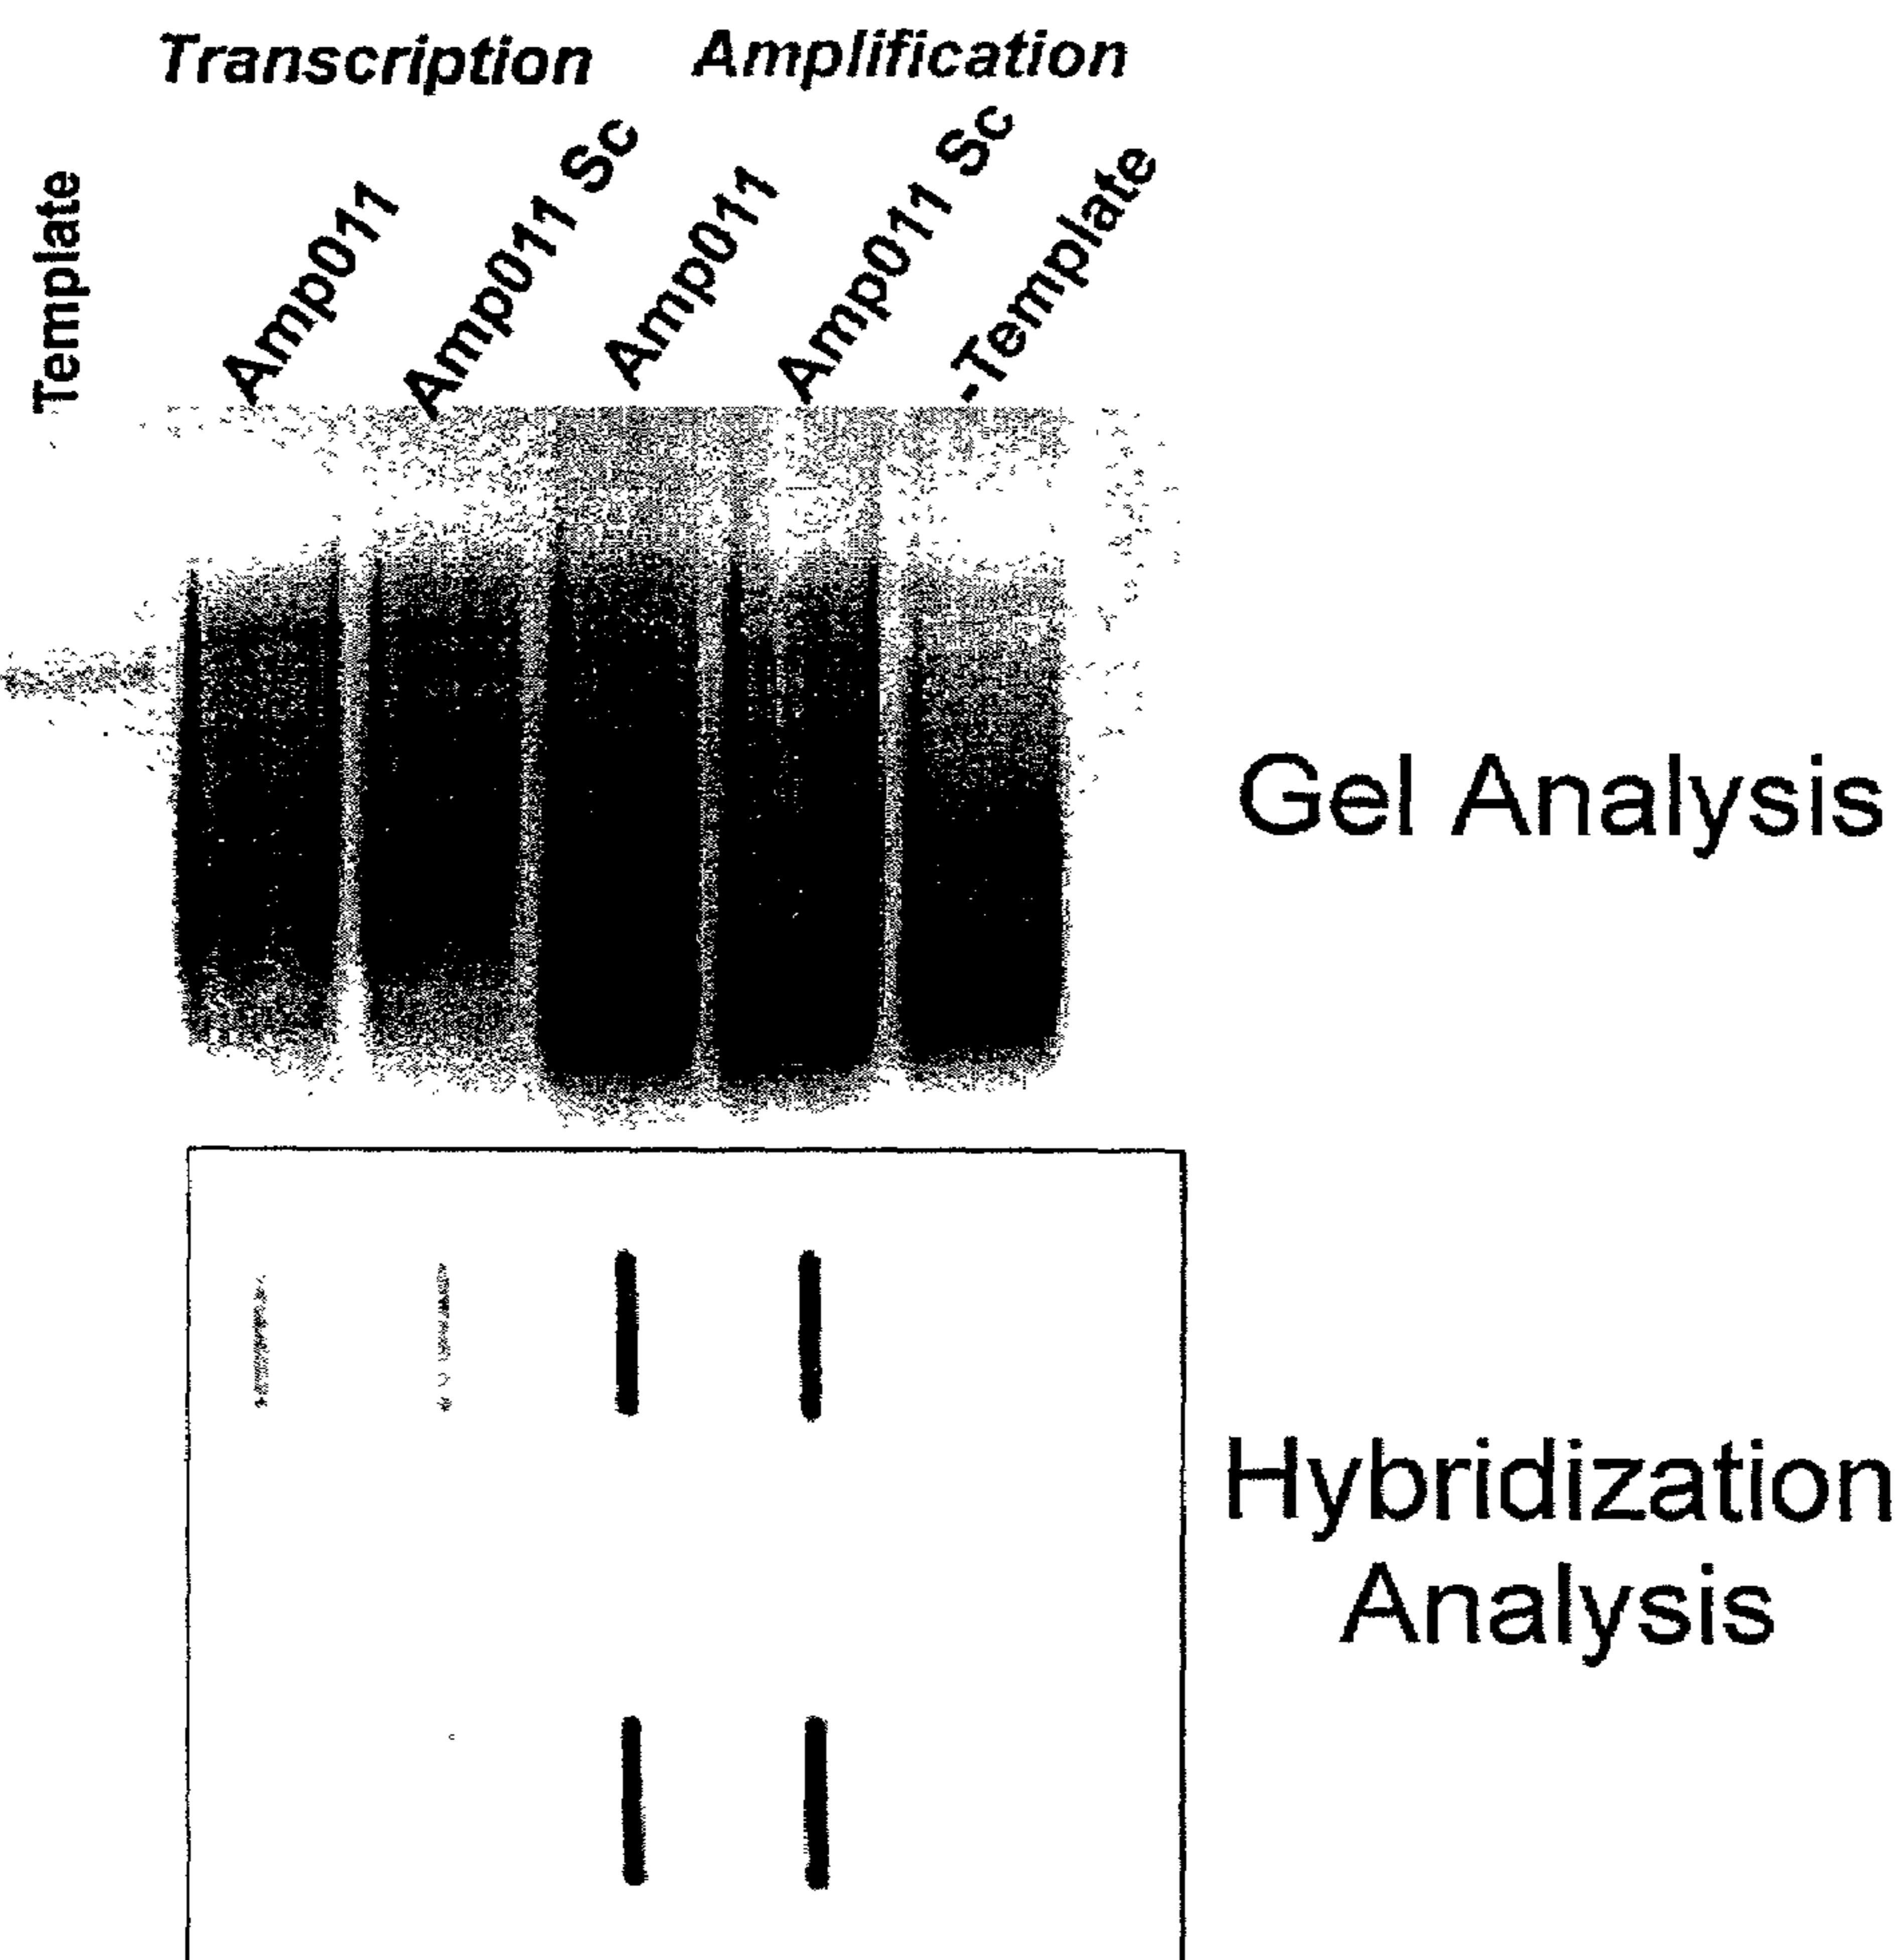 Transcription Amplification
Template
Amp011
Amp011 Sc
Amp011
Amp011 Sc
-Template
Gel Analysis
Hybridization
Analysis